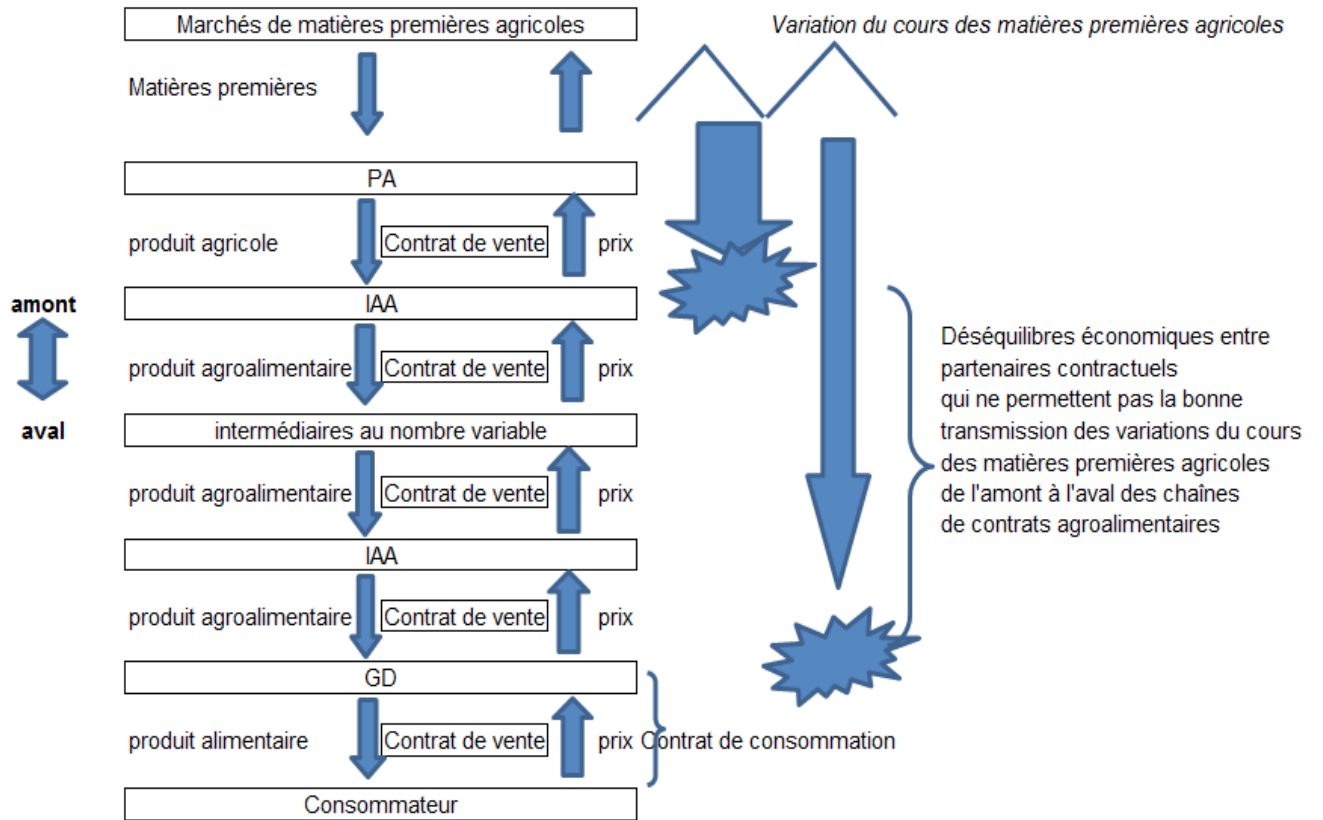 Marchés de matières premières agricoles
Variation du cours des matières premières agricoles
Matières premières
PA
produit agricole
Contrat de vente
prix
amont
IAA
produit agroalimentaire
Contrat de vente
prix
aval
intermédiaires au nombre variable
produit agroalimentaire
Contrat de vente
prix
IAA
produit agroalimentaire
Contrat de vente
prix
GD
produit alimentaire
Contrat de vente
prix
Contrat de consommation
Consommateur
Déséquilibres économiques entre
partenaires contractuels
qui ne permettent pas la bonne
transmission des variations du cours
des matières premières agricoles
de l'amont à l'aval des chaînes
de contrats agroalimentaires